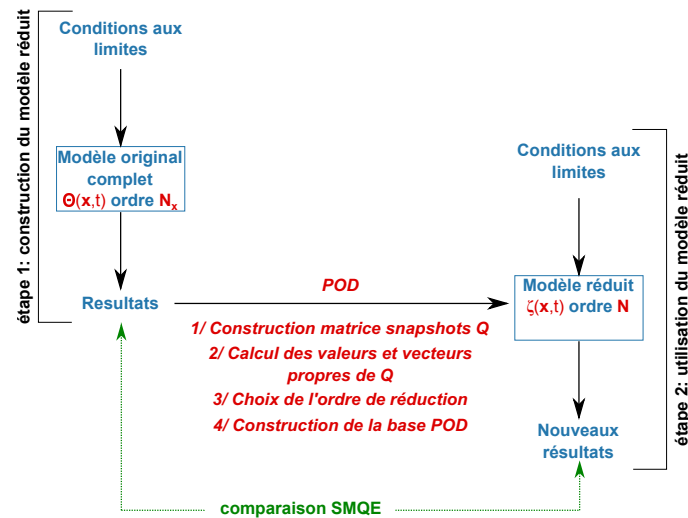 étape 1: construction du modèle réduit
Conditions aux
limites
Modèle original
complet
Θ(x,t) ordre Nₓ
Resultats
POD
1/ Construction matrice snapshots Q
2/ Calcul des valeurs et vecteurs
propres de Q
3/ Choix de l'ordre de réduction
4/ Construction de la base POD
Conditions aux
limites
Modèle réduit
ζ(x,t) ordre N
Nouveaux
résultats
étape 2: utilisation du modèle réduit
comparaison SMQE